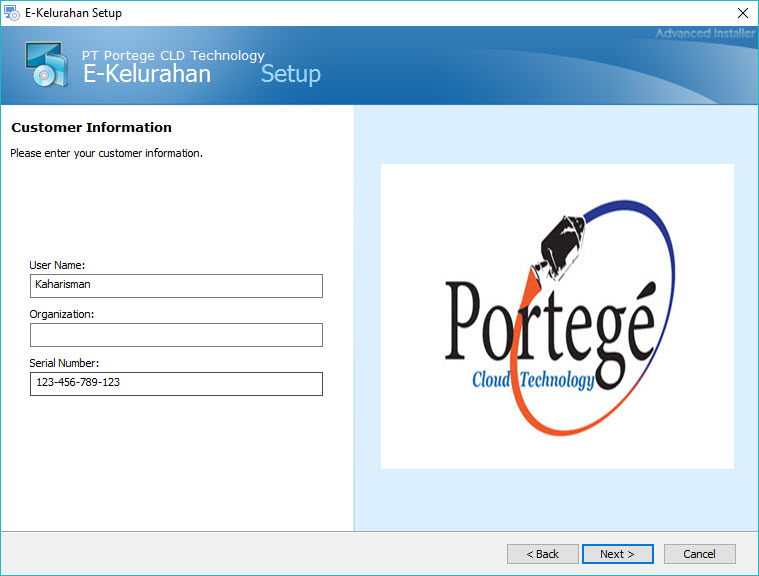 E-Kelurahan Setup
Advanced Installer
PT Portege CLD Technology
E-Kelurahan Setup
Customer Information
Please enter your customer information.
User Name:
Kaharisman
Organization:
Serial Number:
123-456-789-123
Portegé
Cloud Technology
< Back
Next >
Cancel